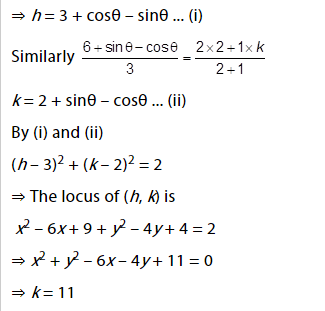 ⇒ h = 3 + cosθ – sinθ ... (i)
Similarly (6 + sin θ – cos θ)/3 = (2 × 2 + 1 × k)/(2 + 1)
k = 2 + sinθ – cosθ ... (ii)
By (i) and (ii)
(h – 3)² + (k – 2)² = 2
⇒ The locus of (h, k) is
x² – 6x + 9 + y² – 4y + 4 = 2
⇒ x² + y² – 6x – 4y + 11 = 0
⇒ k = 11